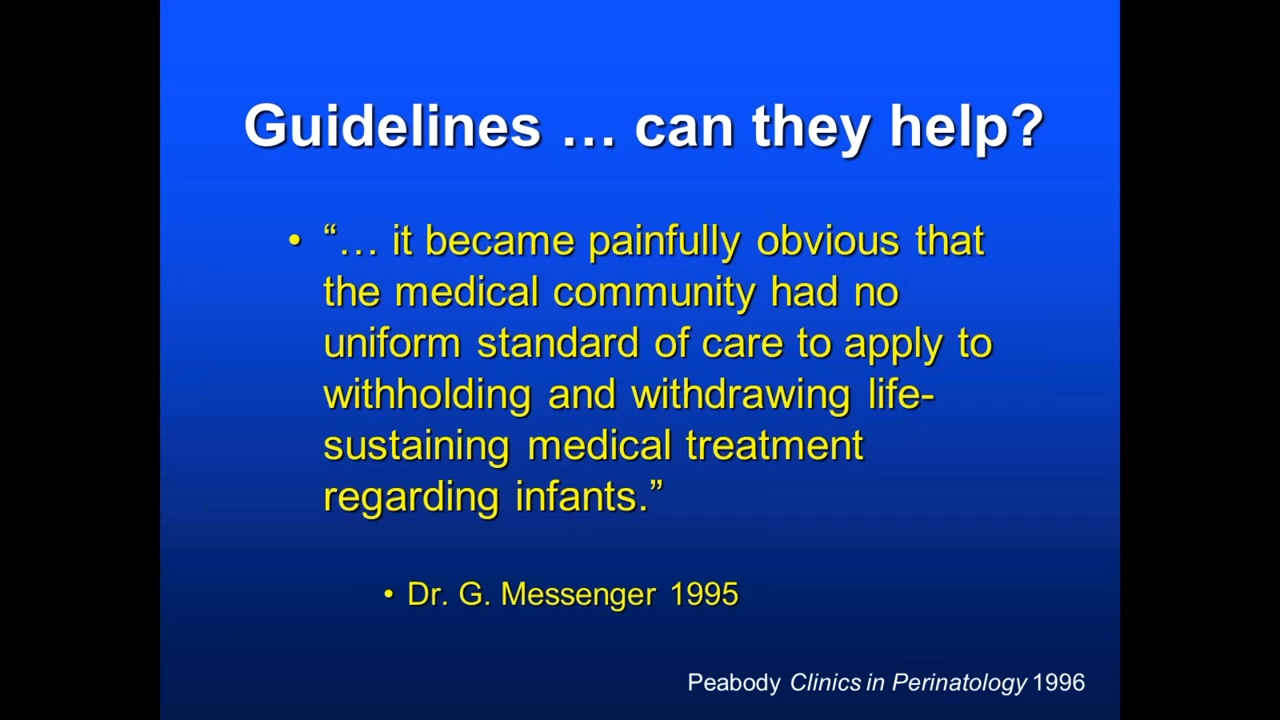 Guidelines … can they help?
• “… it became painfully obvious that
the medical community had no
uniform standard of care to apply to
withholding and withdrawing life-
sustaining medical treatment
regarding infants.”
• Dr. G. Messenger 1995
Peabody Clinics in Perinatology 1996